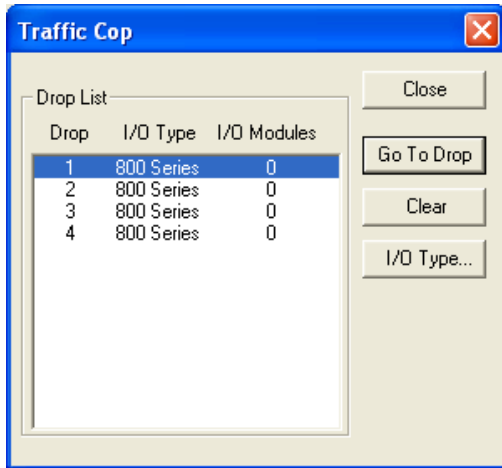 Traffic Cop
Drop List
Drop I/O Type I/O Modules
1 800 Series 0
2 800 Series 0
3 800 Series 0
4 800 Series 0
Close
Go To Drop
Clear
I/O Type...